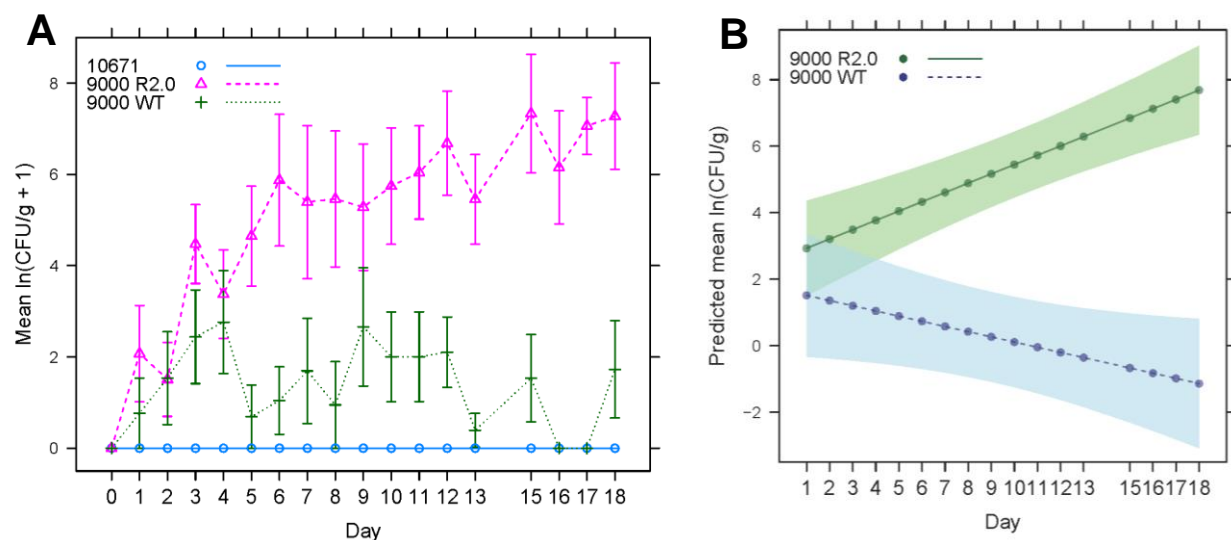 A
10671
9000 R2.0
9000 WT
Mean ln(CFU/g + 1)
8
6
4
2
0
0 1 2 3 4 5 6 7 8 9 10 11 12 13 15 16 17 18
Day
B
9000 R2.0
9000 WT
Predicted mean ln(CFU/g)
8
6
4
2
0
−2
1 2 3 4 5 6 7 8 9 10 11 12 13 15 16 17 18
Day